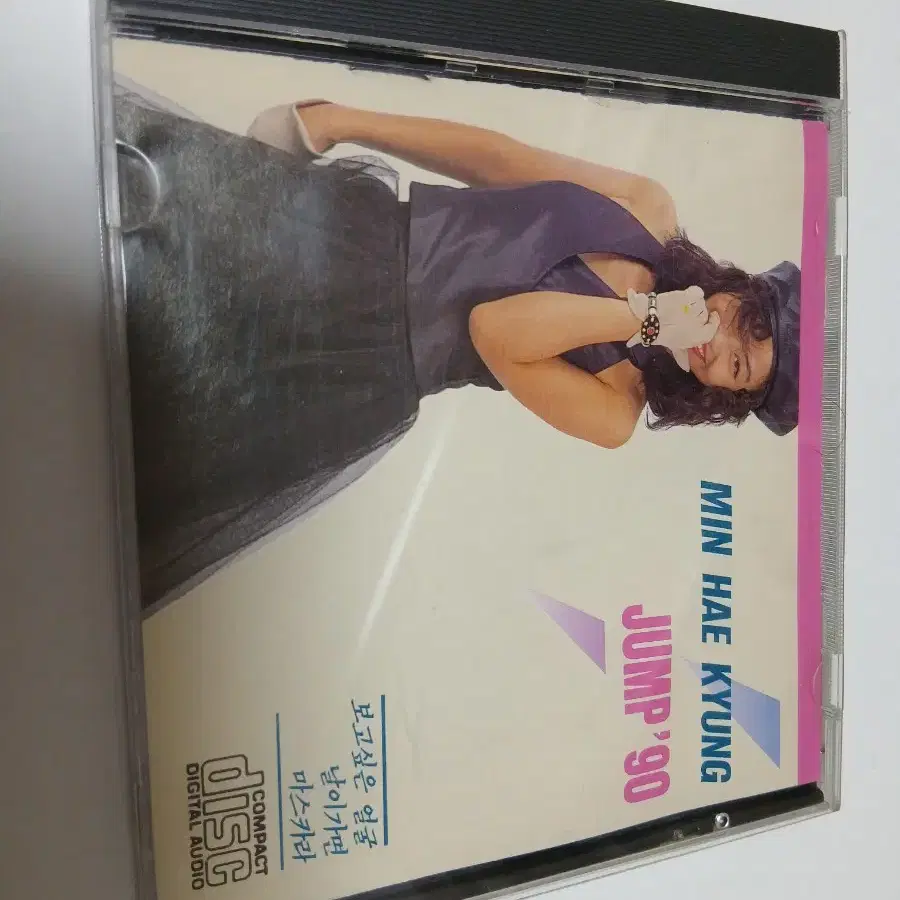 MIN HAE KYUNG
JUMP '90
보고싶은 얼굴
날이가면
마스카라
COMPACT
disc
DIGITAL AUDIO